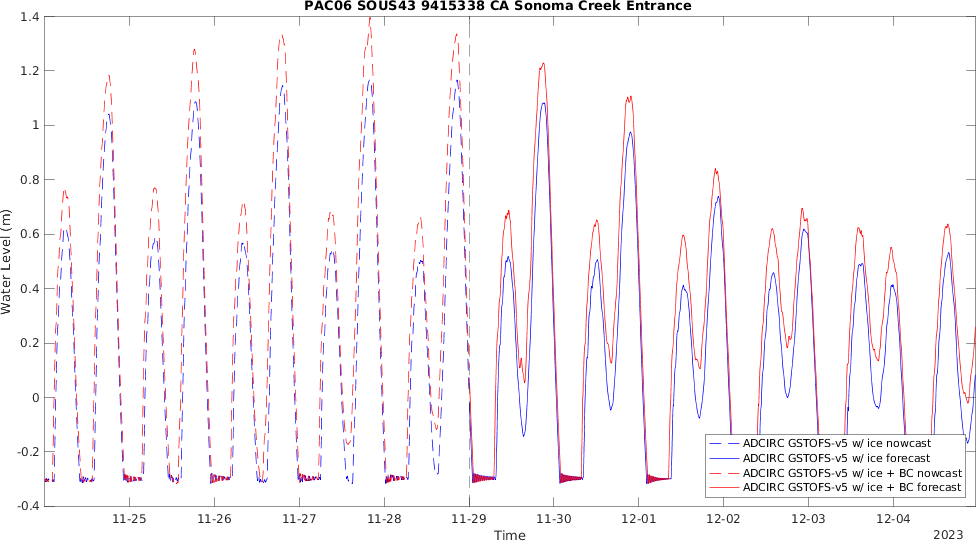 PAC06 SOUS43 9415338 CA Sonoma Creek Entrance
Water Level (m)
1.4
1.2
1
0.8
0.6
0.4
0.2
0
-0.2
-0.4
ADCIRC GSTOFS-v5 w/ ice nowcast
ADCIRC GSTOFS-v5 w/ ice forecast
ADCIRC GSTOFS-v5 w/ ice + BC nowcast
ADCIRC GSTOFS-v5 w/ ice + BC forecast
11-25 11-26 11-27 11-28 11-29 11-30 12-01 12-02 12-03 12-04
Time
2023